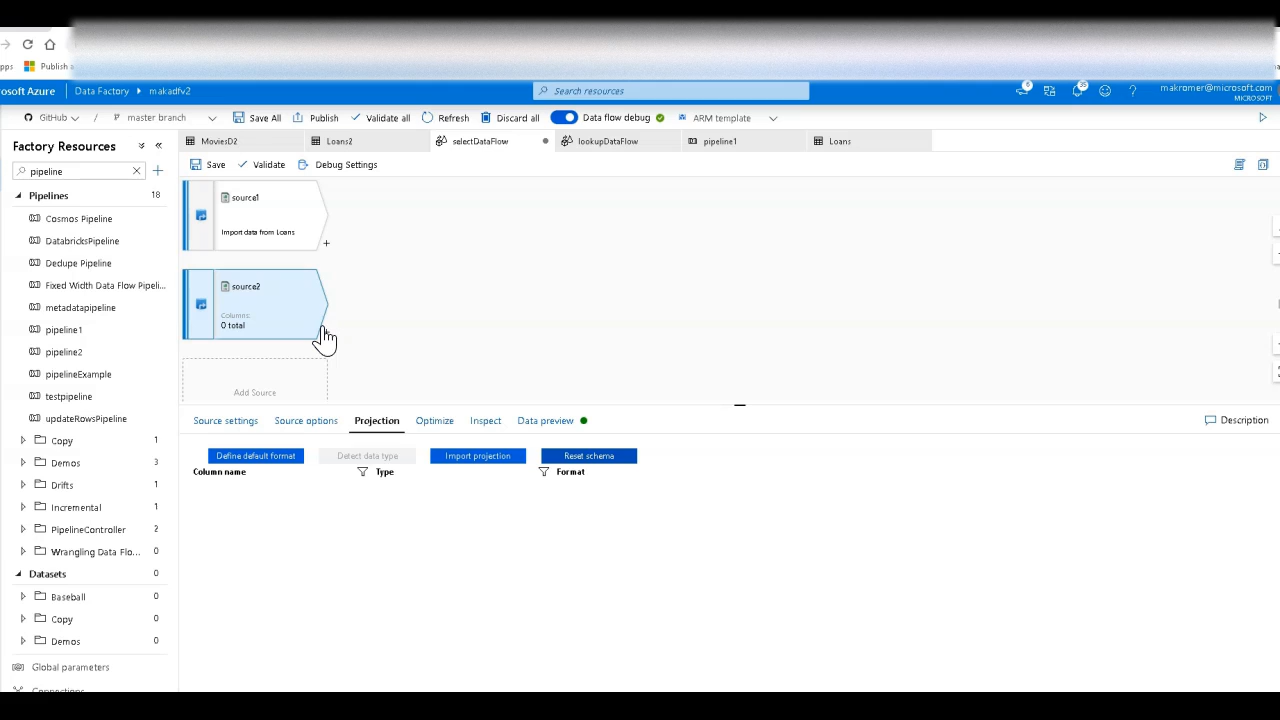 pps Publish a
osoft Azure Data Factory makadfv2 Search resources 6 35 makromer@microsoft.com
MICROSOFT
GitHub / master branch Save All Publish Validate all Refresh Discard all Data flow debug ARM template
Factory Resources
MoviesD2 Loans2 selectDataFlow lookupDataFlow pipeline1 Loans
Save Validate Debug Settings
pipeline
Pipelines 18
Cosmos Pipeline
DatabricksPipeline
Dedupe Pipeline
Fixed Width Data Flow Pipeli...
metadatapipeline
pipeline1
pipeline2
pipelineExample
testpipeline
updateRowsPipeline
Copy 1
Demos 3
Drifts 1
Incremental 1
PipelineController 2
Wrangling Data Flo... 0
Datasets 0
Baseball 0
Copy 0
Demos 0
Global parameters
Connections
source1
Import data from Loans
+
source2
Columns:
0 total
Add Source
Source settings Source options Projection Optimize Inspect Data preview Description
Define default format Detect data type Import projection Reset schema
Column name Type Format